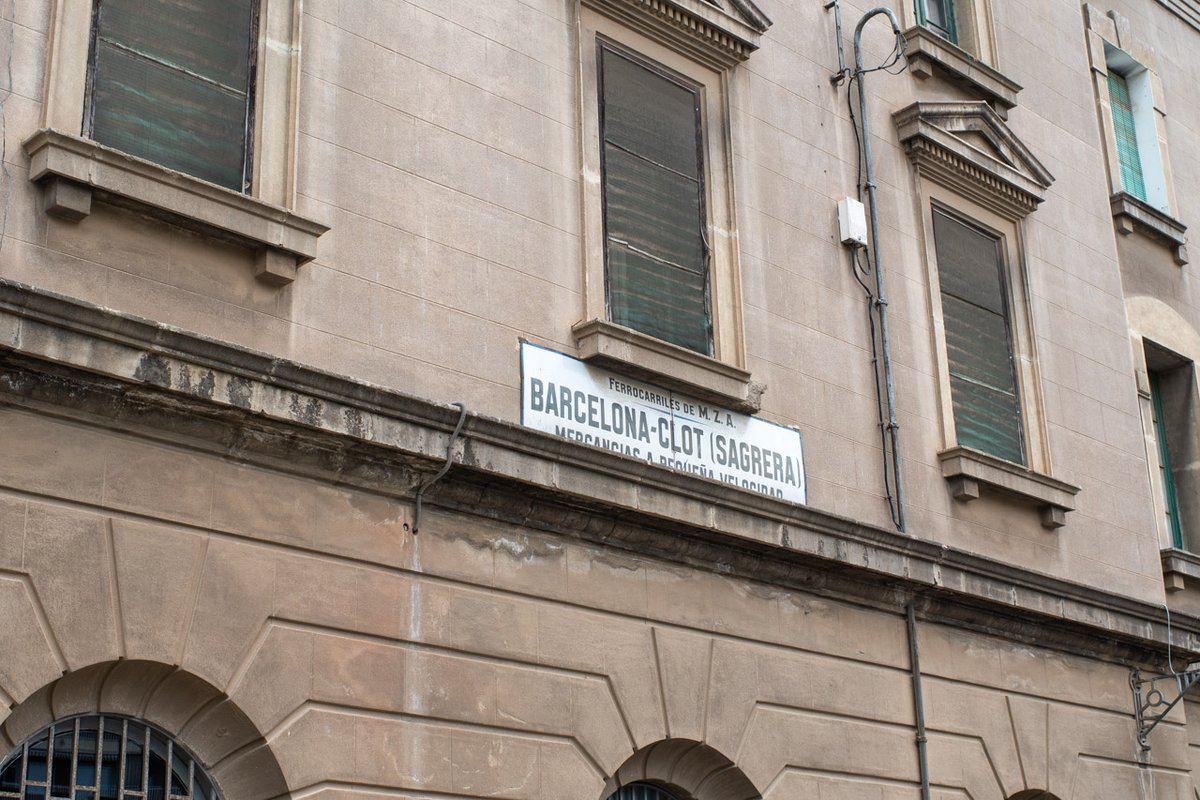 FERROCARRILES DE M. Z. A.
BARCELONA-CLOT (SAGRERA)
MERCANCIAS A PEQUEÑA VELOCIDAD